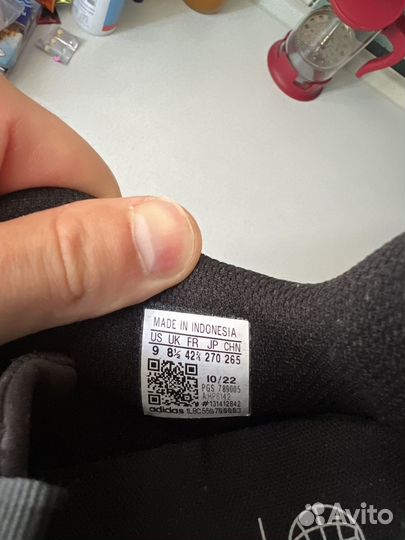 MADE IN INDONESIA
US UK FR JP CHN
9 8½ 42⅔ 270 265
10/22
PGS 789005
#131412842
adidas
Avito